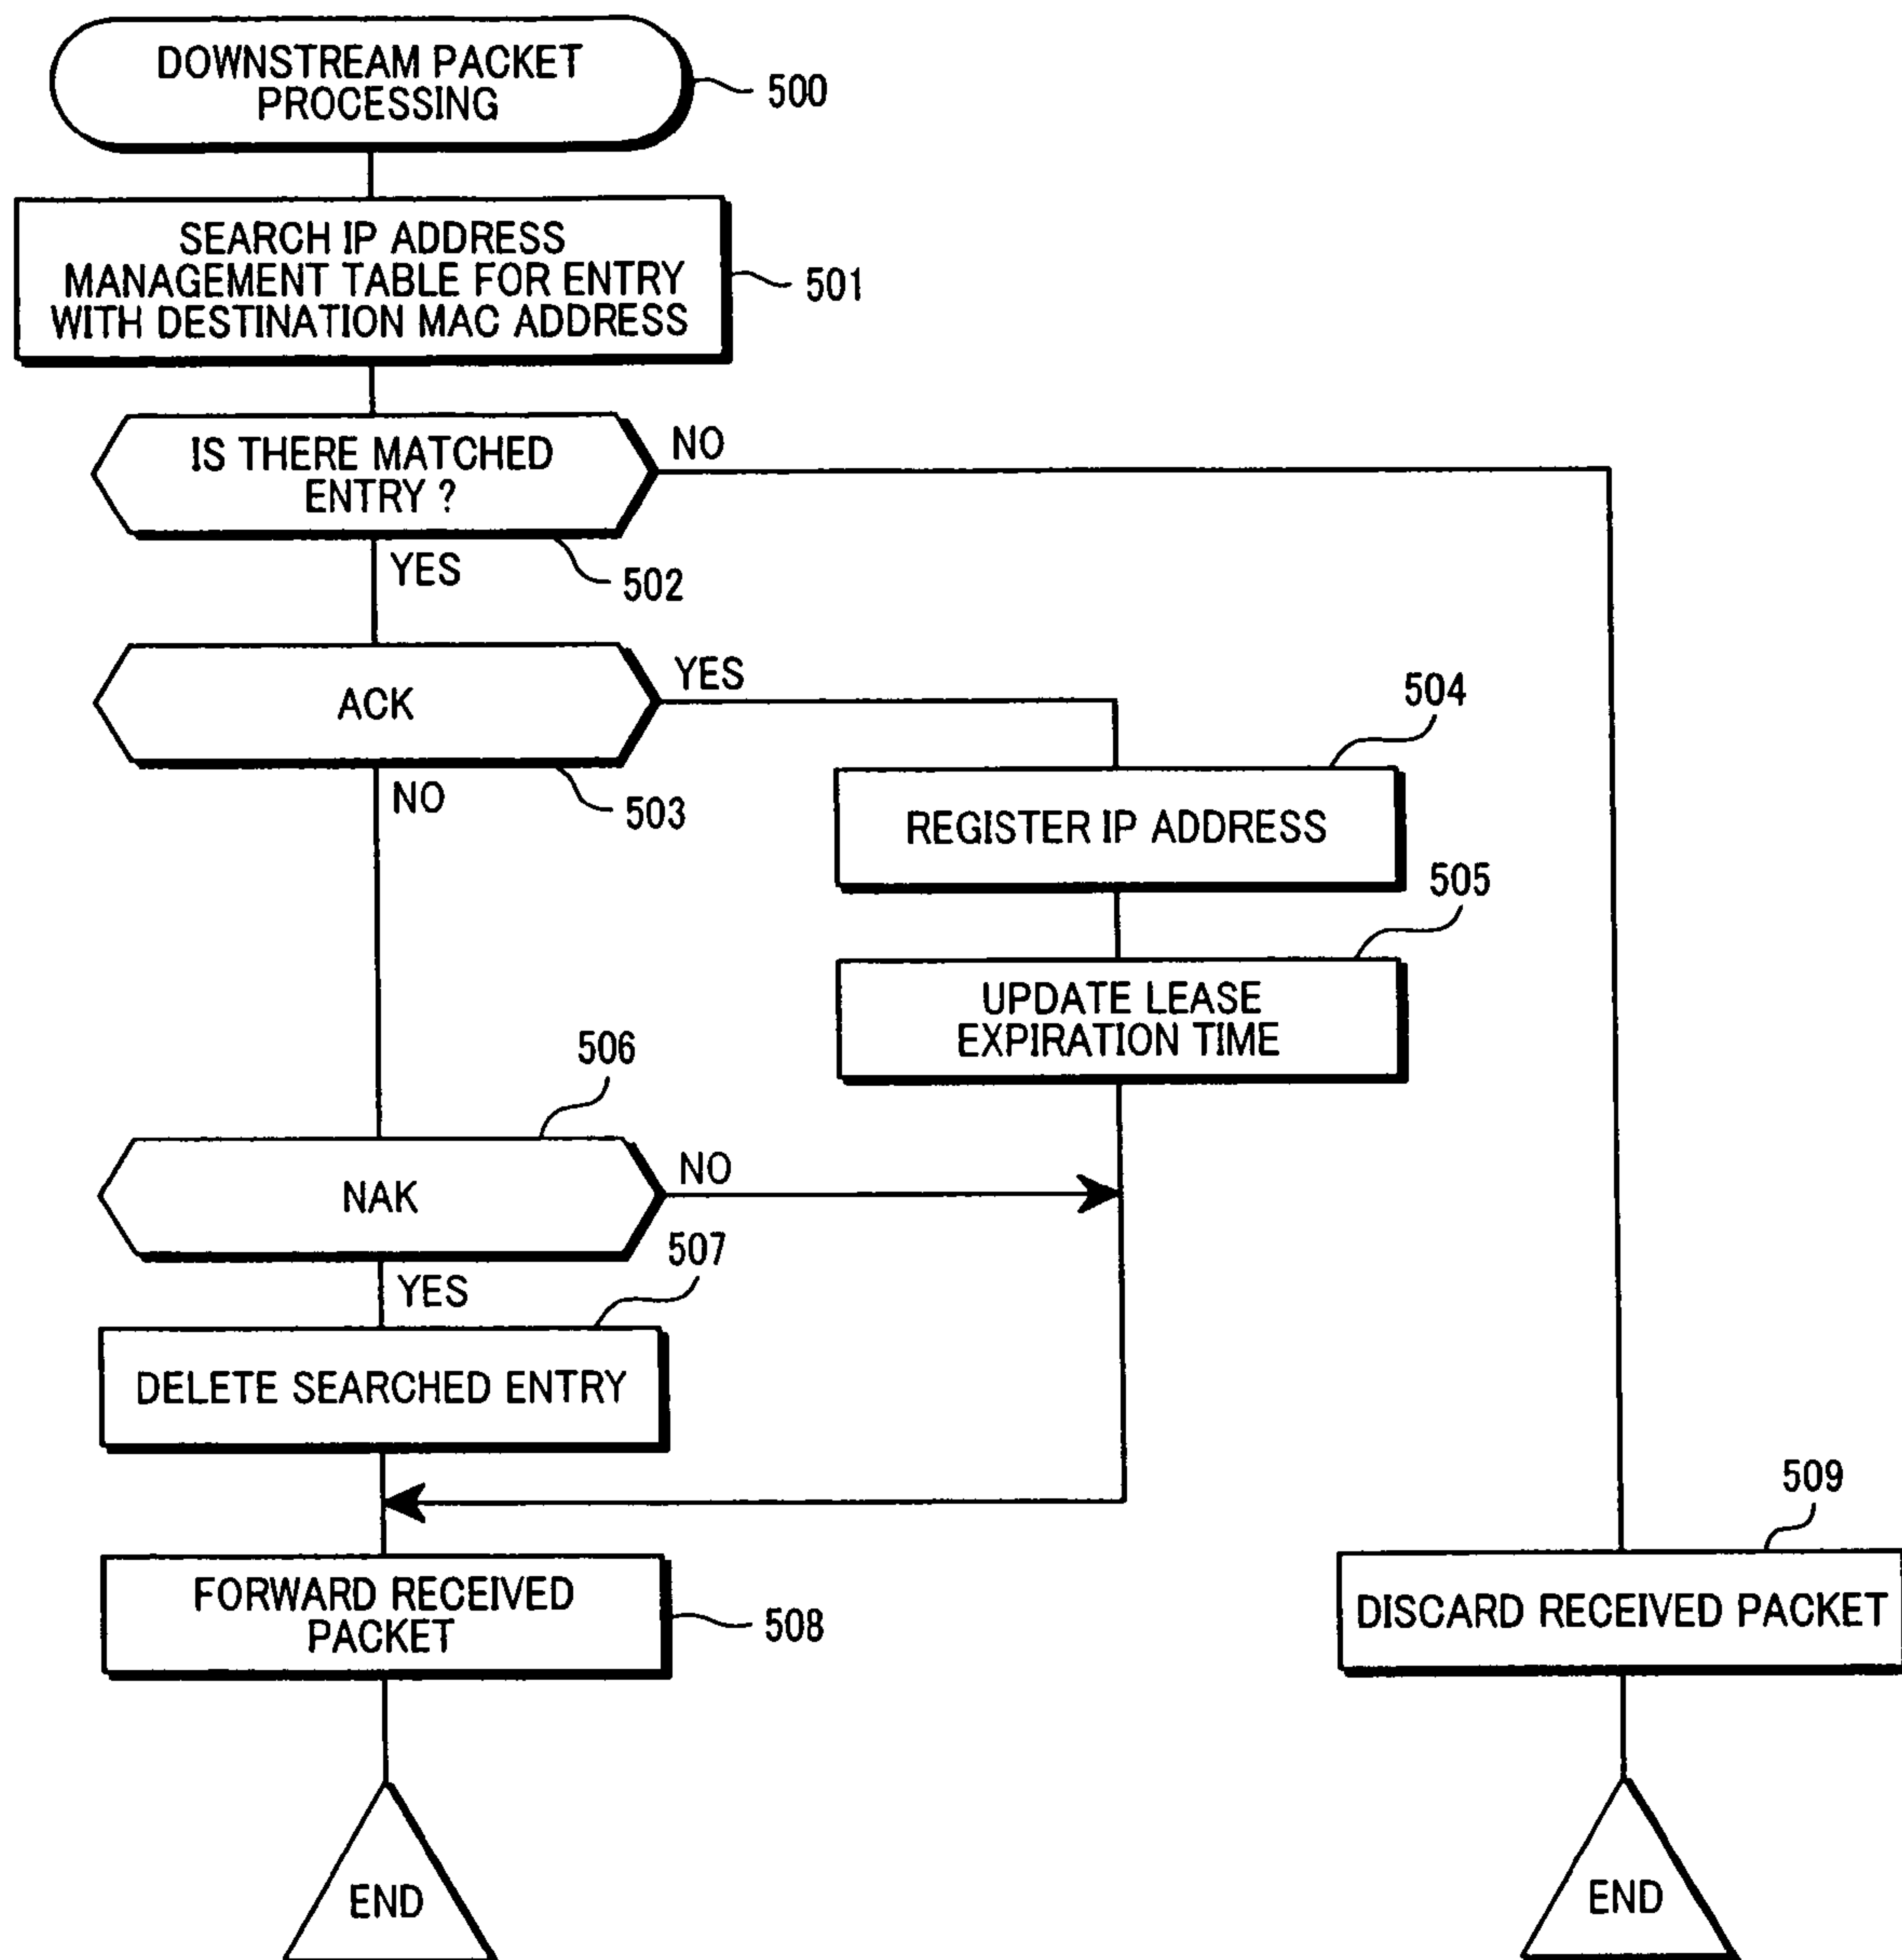 DOWNSTREAM PACKET
PROCESSING
500
SEARCH IP ADDRESS
MANAGEMENT TABLE FOR ENTRY
WITH DESTINATION MAC ADDRESS
501
IS THERE MATCHED
ENTRY ?
NO
YES
502
ACK
YES
NO
503
504
REGISTER IP ADDRESS
505
UPDATE LEASE
EXPIRATION TIME
506
NAK
NO
YES
507
DELETE SEARCHED ENTRY
FORWARD RECEIVED
PACKET
508
509
DISCARD RECEIVED PACKET
END
END